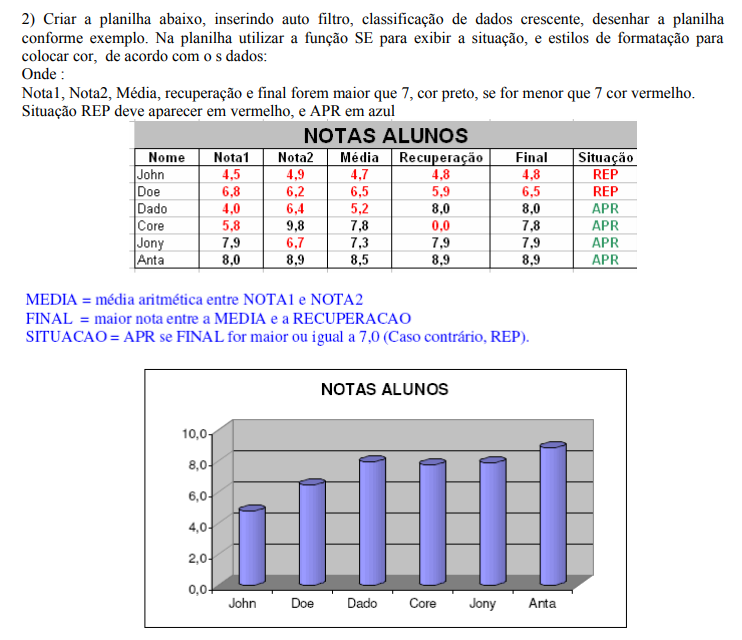 2) Criar a planilha abaixo, inserindo auto filtro, classificação de dados crescente, desenhar a planilha
conforme exemplo. Na planilha utilizar a função SE para exibir a situação, e estilos de formatação para
colocar cor, de acordo com o s dados:
Onde :
Nota1, Nota2, Média, recuperação e final forem maior que 7, cor preto, se for menor que 7 cor vermelho.
Situação REP deve aparecer em vermelho, e APR em azul
NOTAS ALUNOS
Nome Nota1 Nota2 Média Recuperação Final Situação
John 4,5 4,9 4,7 4,8 4,8 REP
Doe 6,8 6,2 6,5 5,9 6,5 REP
Dado 4,0 6,4 5,2 8,0 8,0 APR
Core 5,8 9,8 7,8 0,0 7,8 APR
Jony 7,9 6,7 7,3 7,9 7,9 APR
Anta 8,0 8,9 8,5 8,9 8,9 APR
MEDIA = média aritmética entre NOTA1 e NOTA2
FINAL = maior nota entre a MEDIA e a RECUPERACAO
SITUACAO = APR se FINAL for maior ou igual a 7,0 (Caso contrário, REP).
NOTAS ALUNOS
10,0
8,0
6,0
4,0
2,0
0,0
John Doe Dado Core Jony Anta